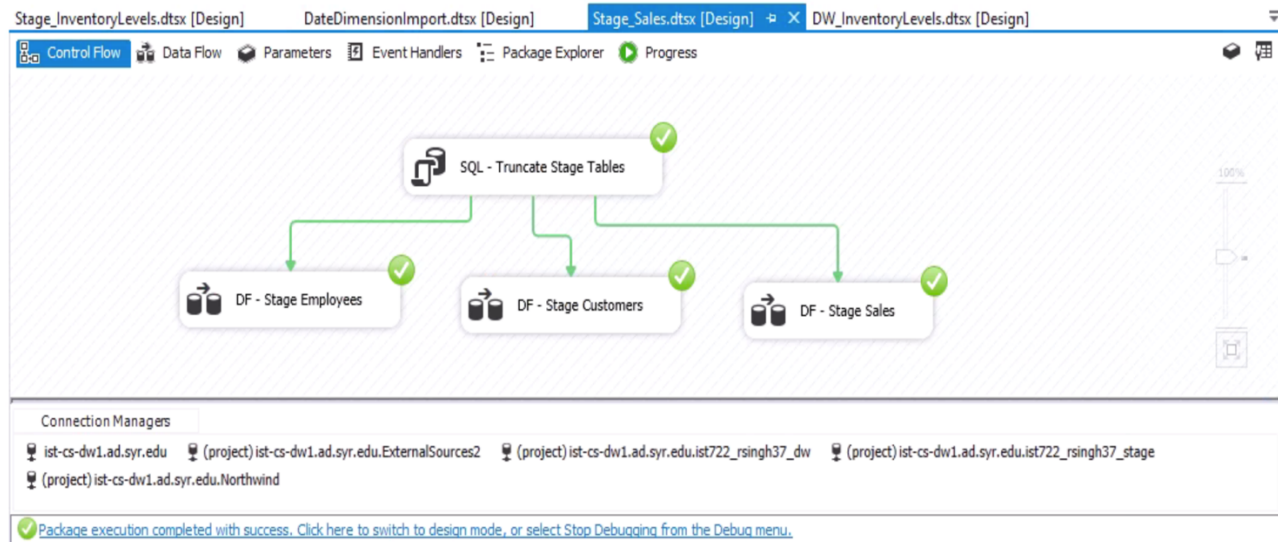 Stage_InventoryLevels.dtsx [Design] DateDimensionImport.dtsx [Design] Stage_Sales.dtsx [Design] DW_InventoryLevels.dtsx [Design]
Control Flow Data Flow Parameters Event Handlers Package Explorer Progress
SQL - Truncate Stage Tables
100%
DF - Stage Employees
DF - Stage Customers
DF - Stage Sales
Connection Managers
ist-cs-dw1.ad.syr.edu (project) ist-cs-dw1.ad.syr.edu.ExternalSources2 (project) ist-cs-dw1.ad.syr.edu.ist722_rsingh37_dw (project) ist-cs-dw1.ad.syr.edu.ist722_rsingh37_stage
(project) ist-cs-dw1.ad.syr.edu.Northwind
Package execution completed with success. Click here to switch to design mode, or select Stop Debugging from the Debug menu.